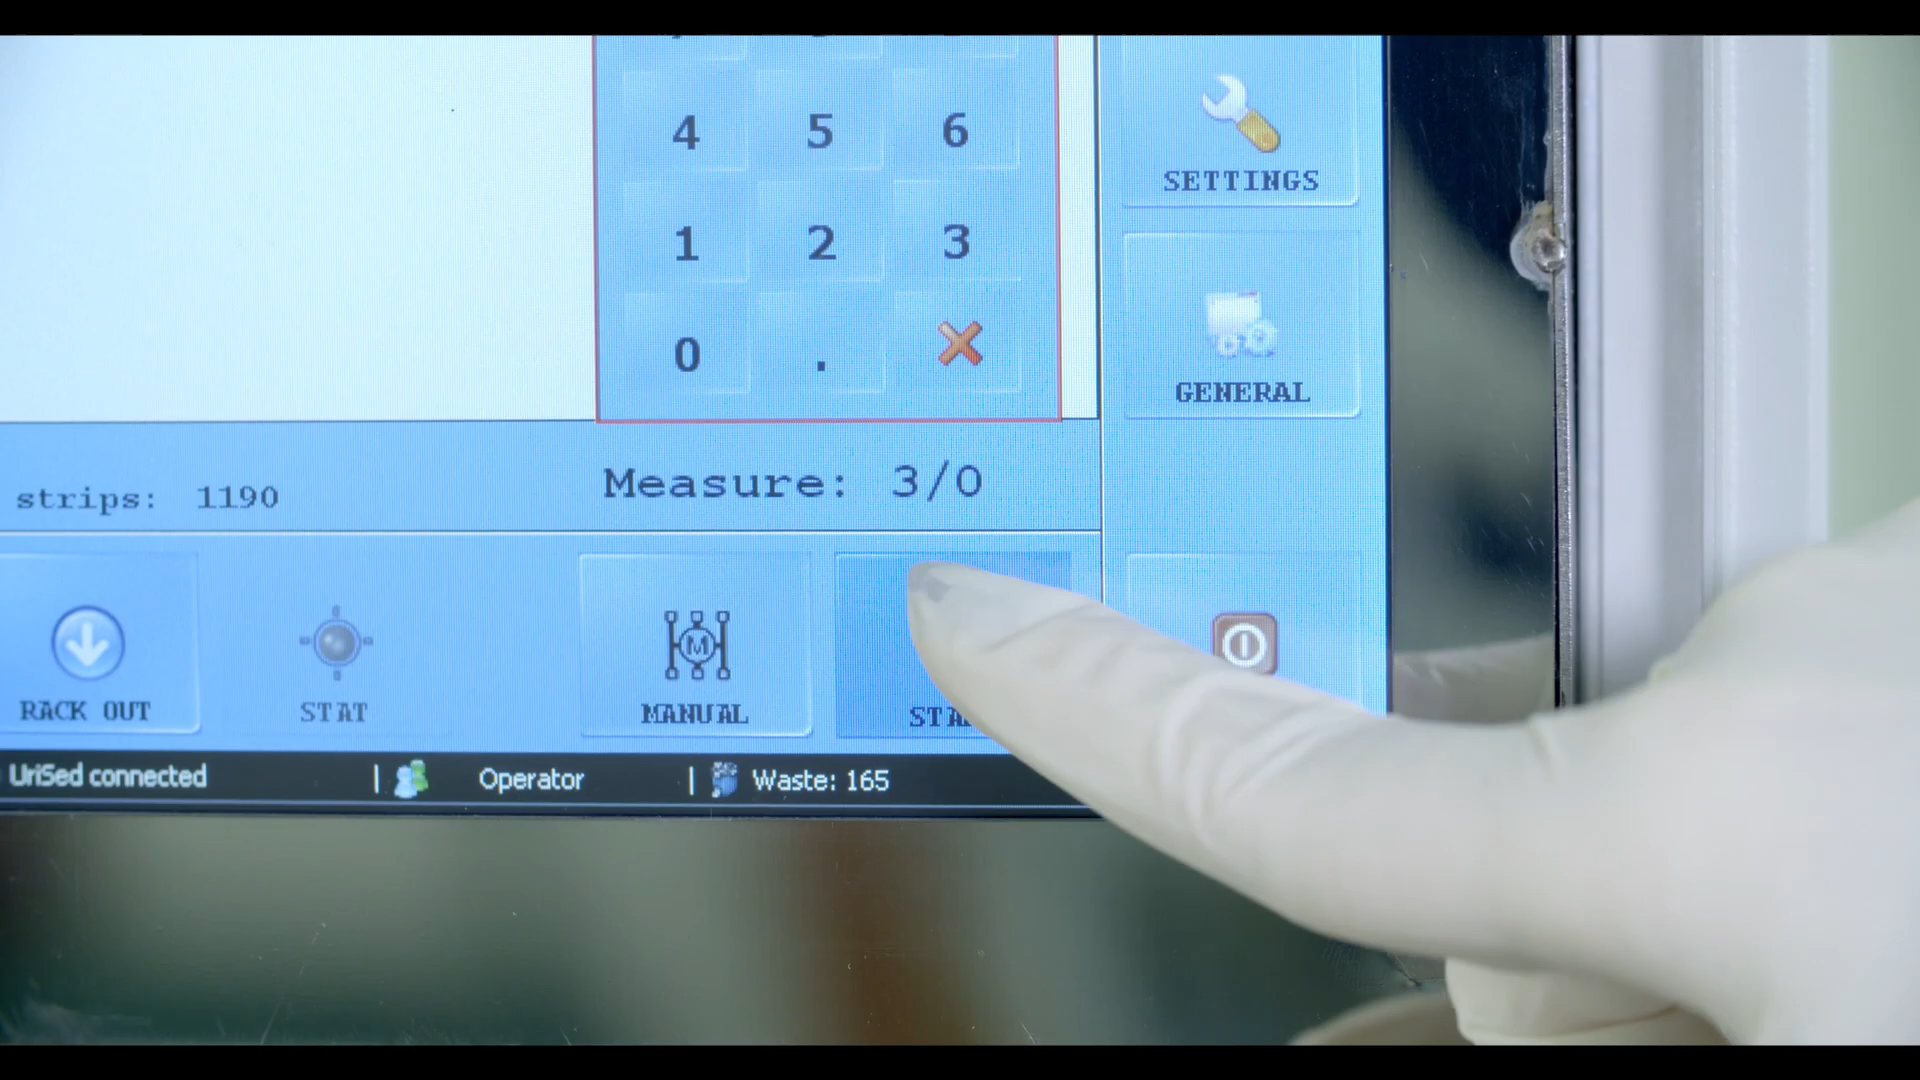 4 5 6
SETTINGS
1 2 3
0 .
GENERAL
Measure: 3/0
strips: 1190
RACK OUT
STAT
MANUAL
UriSed connected | Operator | Waste: 165